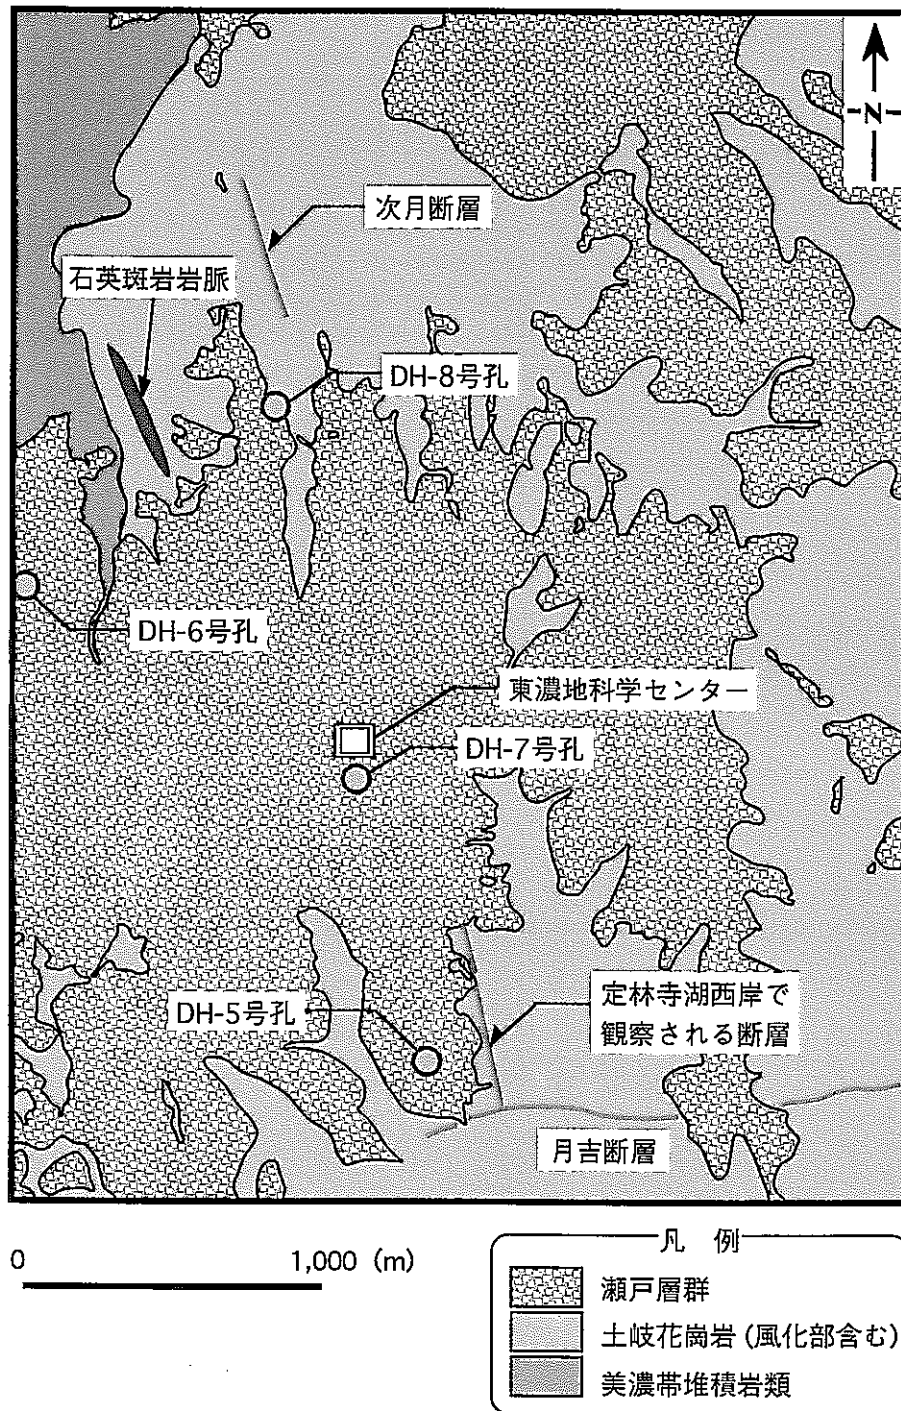 N
次月断層
石英斑岩岩脈
DH-8号孔
DH-6号孔
東濃地科学センター
DH-7号孔
DH-5号孔
定林寺湖西岸で
観察される断層
月吉断層
0 1,000 (m)
凡 例
瀬戸層群
土岐花崗岩 (風化部含む)
美濃帯堆積岩類